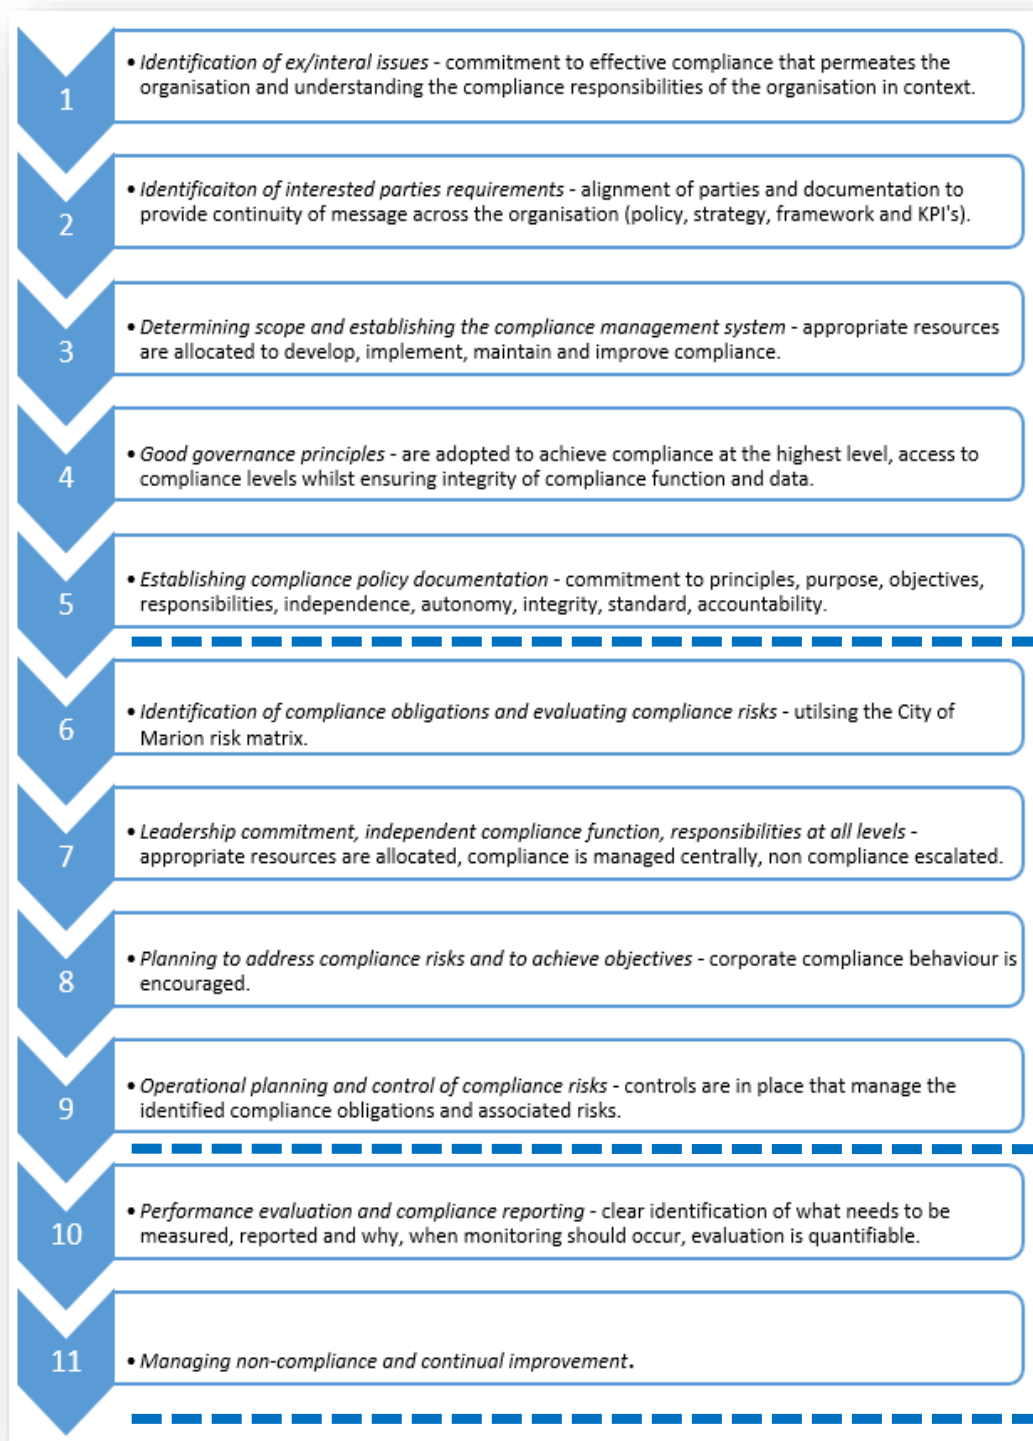 1
• Identification of ex/interal issues - commitment to effective compliance that permeates the
organisation and understanding the compliance responsibilities of the organisation in context.
2
• Identificaiton of interested parties requirements - alignment of parties and documentation to
provide continuity of message across the organisation (policy, strategy, framework and KPI's).
3
• Determining scope and establishing the compliance management system - appropriate resources
are allocated to develop, implement, maintain and improve compliance.
4
• Good governance principles - are adopted to achieve compliance at the highest level, access to
compliance levels whilst ensuring integrity of compliance function and data.
5
• Establishing compliance policy documentation - commitment to principles, purpose, objectives,
responsibilities, independence, autonomy, integrity, standard, accountability.
6
• Identification of compliance obligations and evaluating compliance risks - utilsing the City of
Marion risk matrix.
7
• Leadership commitment, independent compliance function, responsibilities at all levels -
appropriate resources are allocated, compliance is managed centrally, non compliance escalated.
8
• Planning to address compliance risks and to achieve objectives - corporate compliance behaviour is
encouraged.
9
• Operational planning and control of compliance risks - controls are in place that manage the
identified compliance obligations and associated risks.
10
• Performance evaluation and compliance reporting - clear identification of what needs to be
measured, reported and why, when monitoring should occur, evaluation is quantifiable.
11
• Managing non-compliance and continual improvement.